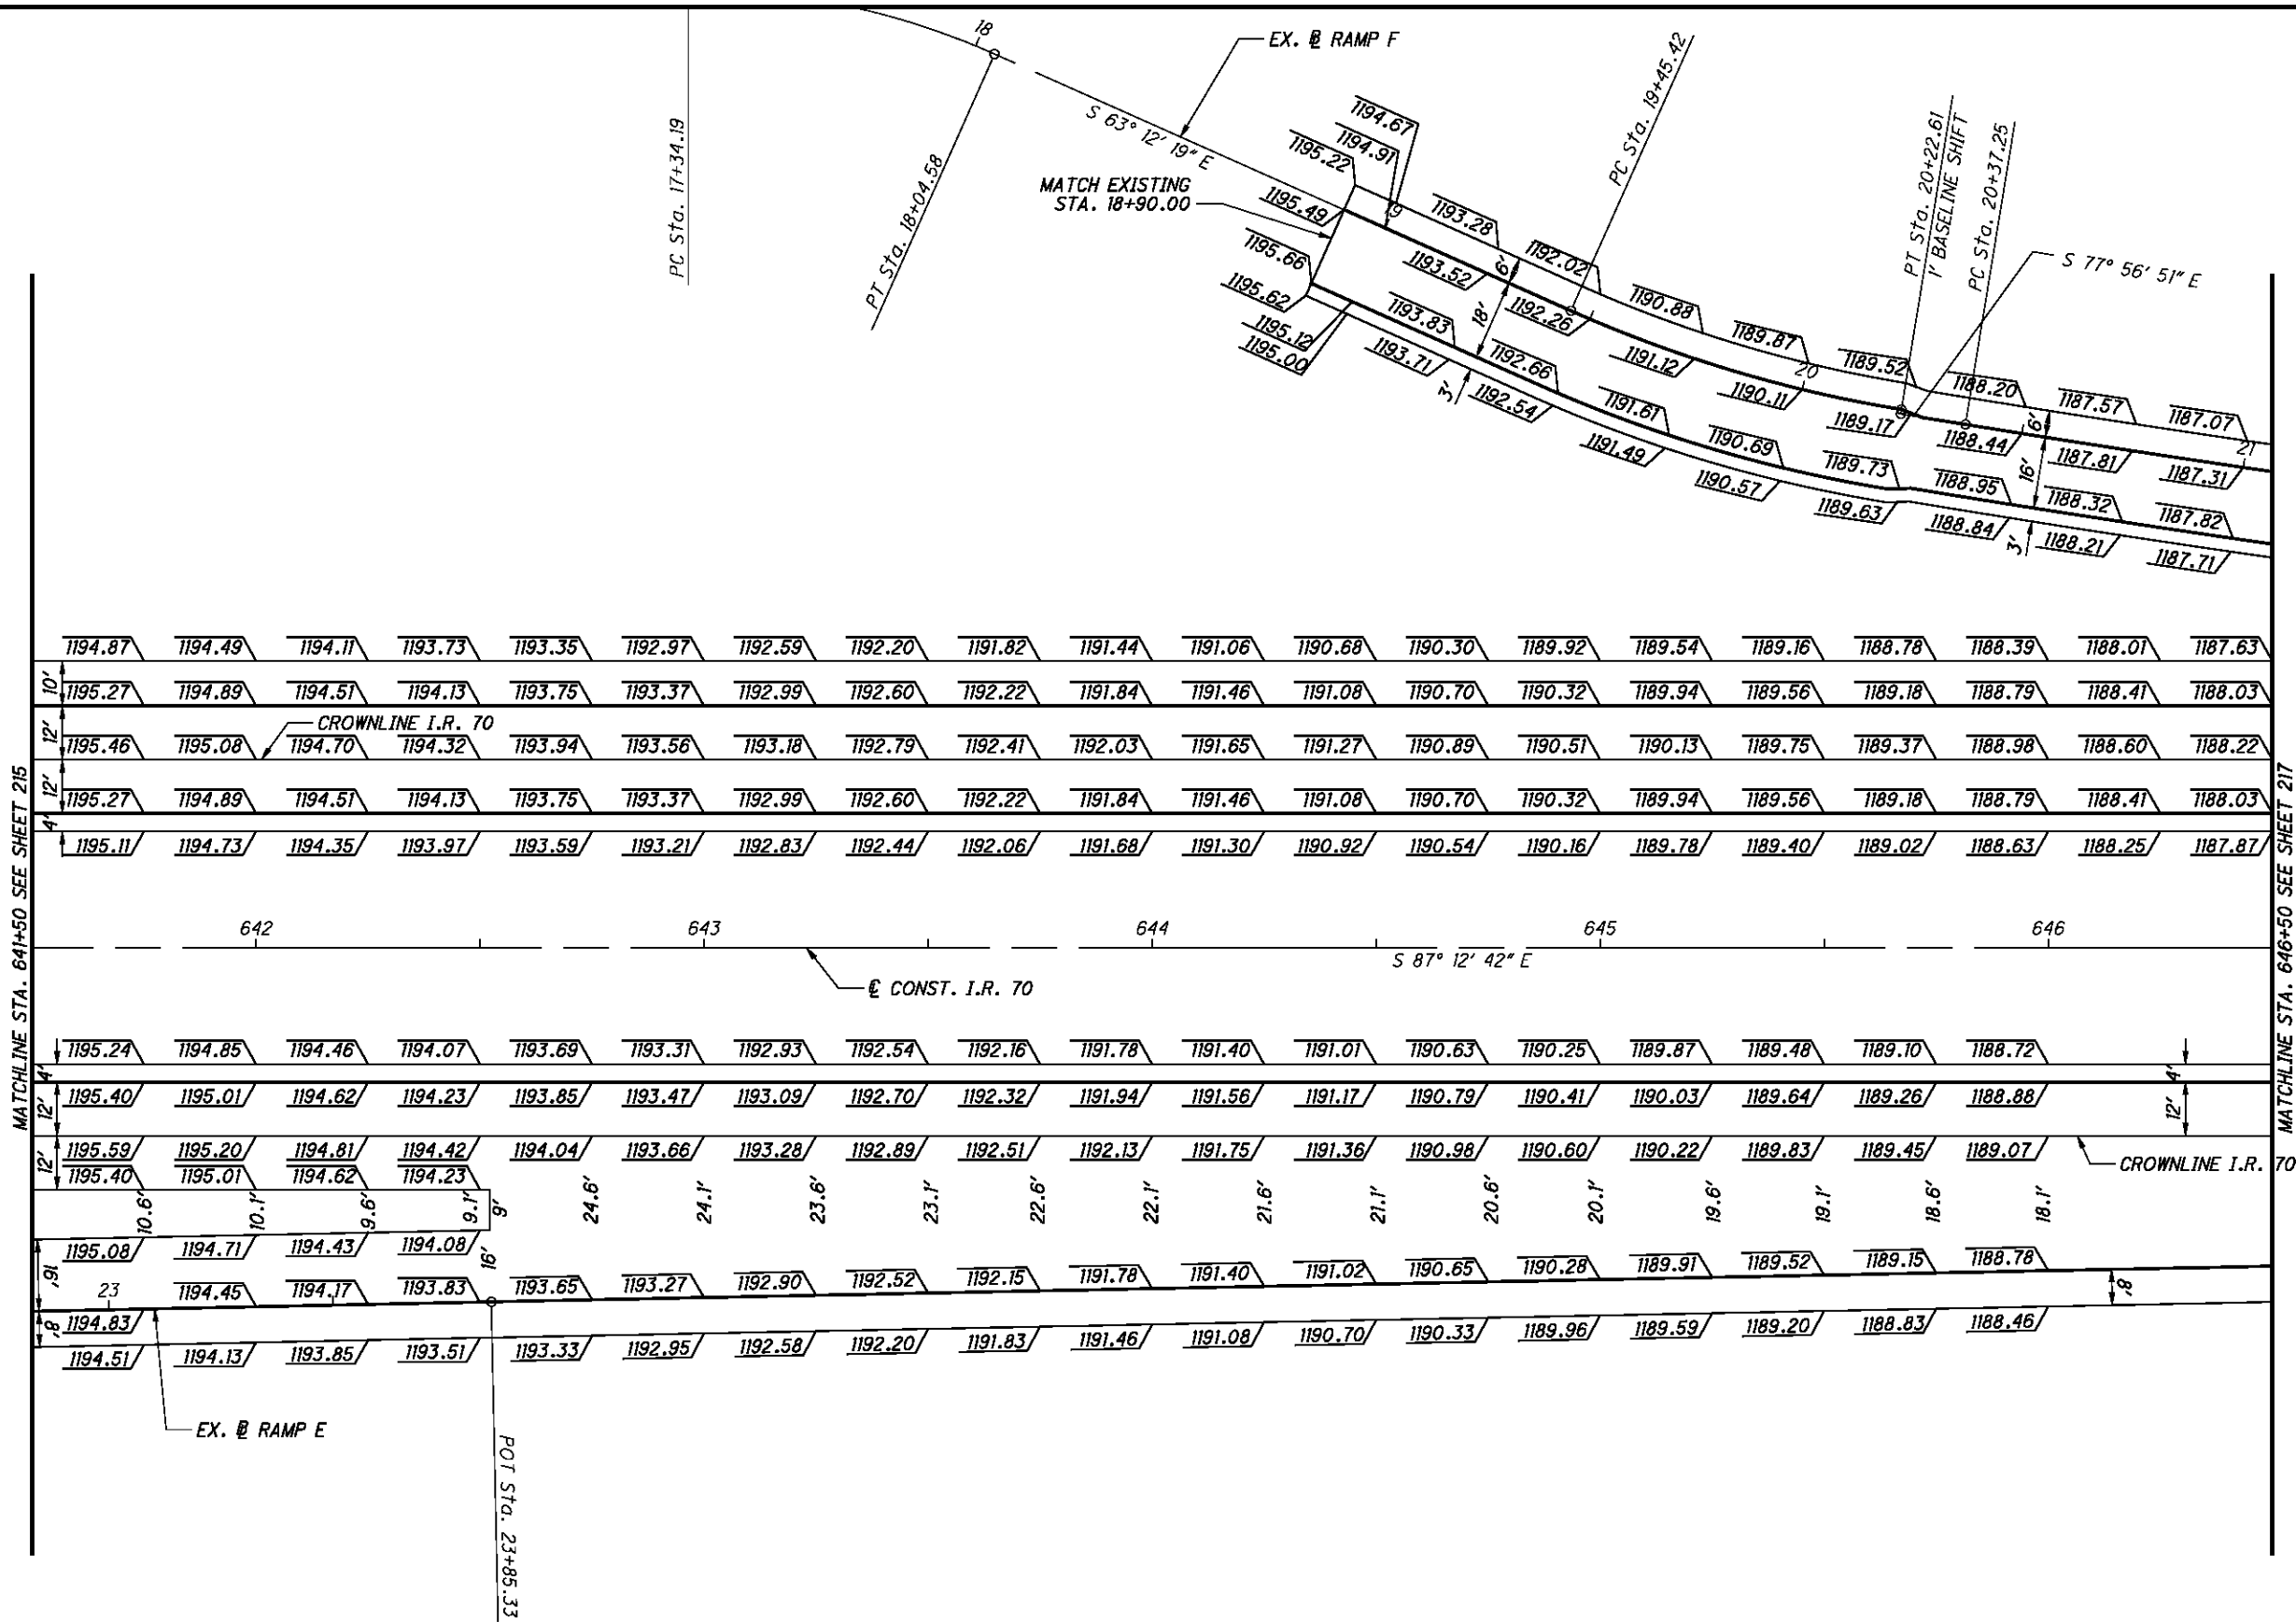 18
EX. ℄ RAMP F
S 63° 12' 19" E
PC Sta. 17+34.19
PT Sta. 18+04.58
MATCH EXISTING
STA. 18+90.00
PC Sta. 19+45.42
PT Sta. 20+22.61
1' BASELINE SHIFT
PC Sta. 20+37.25
S 77° 56' 51" E
1194.67
1194.91
1195.22
1195.49
19
1193.28
1192.02
1190.88
1189.87
1189.52
1188.20
1187.57
1187.07
1193.52
6'
1192.26
1191.12
1190.11
20
1189.17
1188.44
6'
1187.81
1187.31
21
1195.66
1195.62
1195.12
1195.00
18'
1193.83
1192.66
1191.61
1190.69
1189.73
1188.95
16'
1188.32
1187.82
1193.71
3'
1192.54
1191.49
1190.57
1189.63
1188.84
3'
1188.21
1187.71
1194.87 1194.49 1194.11 1193.73 1193.35 1192.97 1192.59 1192.20 1191.82 1191.44 1191.06 1190.68 1190.30 1189.92 1189.54 1189.16 1188.78 1188.39 1188.01 1187.63
10'
1195.27 1194.89 1194.51 1194.13 1193.75 1193.37 1192.99 1192.60 1192.22 1191.84 1191.46 1191.08 1190.70 1190.32 1189.94 1189.56 1189.18 1188.79 1188.41 1188.03
CROWNLINE I.R. 70
12'
1195.46 1195.08 1194.70 1194.32 1193.94 1193.56 1193.18 1192.79 1192.41 1192.03 1191.65 1191.27 1190.89 1190.51 1190.13 1189.75 1189.37 1188.98 1188.60 1188.22
12'
1195.27 1194.89 1194.51 1194.13 1193.75 1193.37 1192.99 1192.60 1192.22 1191.84 1191.46 1191.08 1190.70 1190.32 1189.94 1189.56 1189.18 1188.79 1188.41 1188.03
4'
1195.11 1194.73 1194.35 1193.97 1193.59 1193.21 1192.83 1192.44 1192.06 1191.68 1191.30 1190.92 1190.54 1190.16 1189.78 1189.40 1189.02 1188.63 1188.25 1187.87
MATCHLINE STA. 641+50 SEE SHEET 215
MATCHLINE STA. 646+50 SEE SHEET 217
642 643 644 645 646
S 87° 12' 42" E
℄ CONST. I.R. 70
1195.24 1194.85 1194.46 1194.07 1193.69 1193.31 1192.93 1192.54 1192.16 1191.78 1191.40 1191.01 1190.63 1190.25 1189.87 1189.48 1189.10 1188.72
4' 4'
1195.40 1195.01 1194.62 1194.23 1193.85 1193.47 1193.09 1192.70 1192.32 1191.94 1191.56 1191.17 1190.79 1190.41 1190.03 1189.64 1189.26 1188.88
12' 12'
1195.59 1195.20 1194.81 1194.42 1194.04 1193.66 1193.28 1192.89 1192.51 1192.13 1191.75 1191.36 1190.98 1190.60 1190.22 1189.83 1189.45 1189.07
CROWNLINE I.R. 70
12'
1195.40 1195.01 1194.62 1194.23
10.6' 10.1' 9.6' 9.1' 9' 24.6' 24.1' 23.6' 23.1' 22.6' 22.1' 21.6' 21.1' 20.6' 20.1' 19.6' 19.1' 18.6' 18.1'
1195.08 1194.71 1194.43 1194.08
16' 16'
23
1194.45 1194.17 1193.83 1193.65 1193.27 1192.90 1192.52 1192.15 1191.78 1191.40 1191.02 1190.65 1190.28 1189.91 1189.52 1189.15 1188.78
8' 8'
1194.83
1194.51 1194.13 1193.85 1193.51 1193.33 1192.95 1192.58 1192.20 1191.83 1191.46 1191.08 1190.70 1190.33 1189.96 1189.59 1189.20 1188.83 1188.46
EX. ℄ RAMP E
POT Sta. 23+85.33